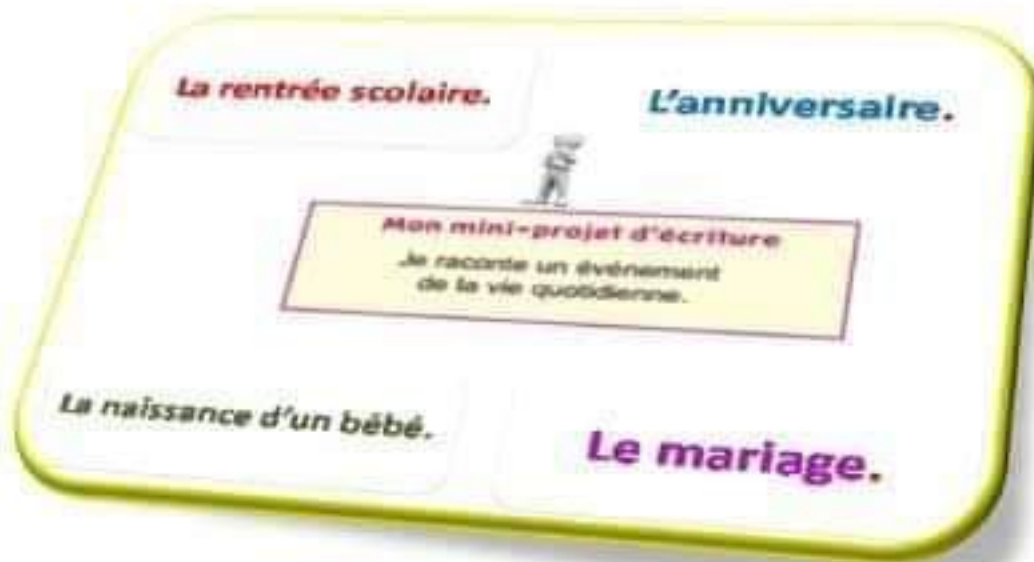 La rentrée scolaire.
L'anniversaire.
Mon mini-projet d'écriture
Je raconte un événement
de la vie quotidienne.
La naissance d'un bébé.
Le mariage.